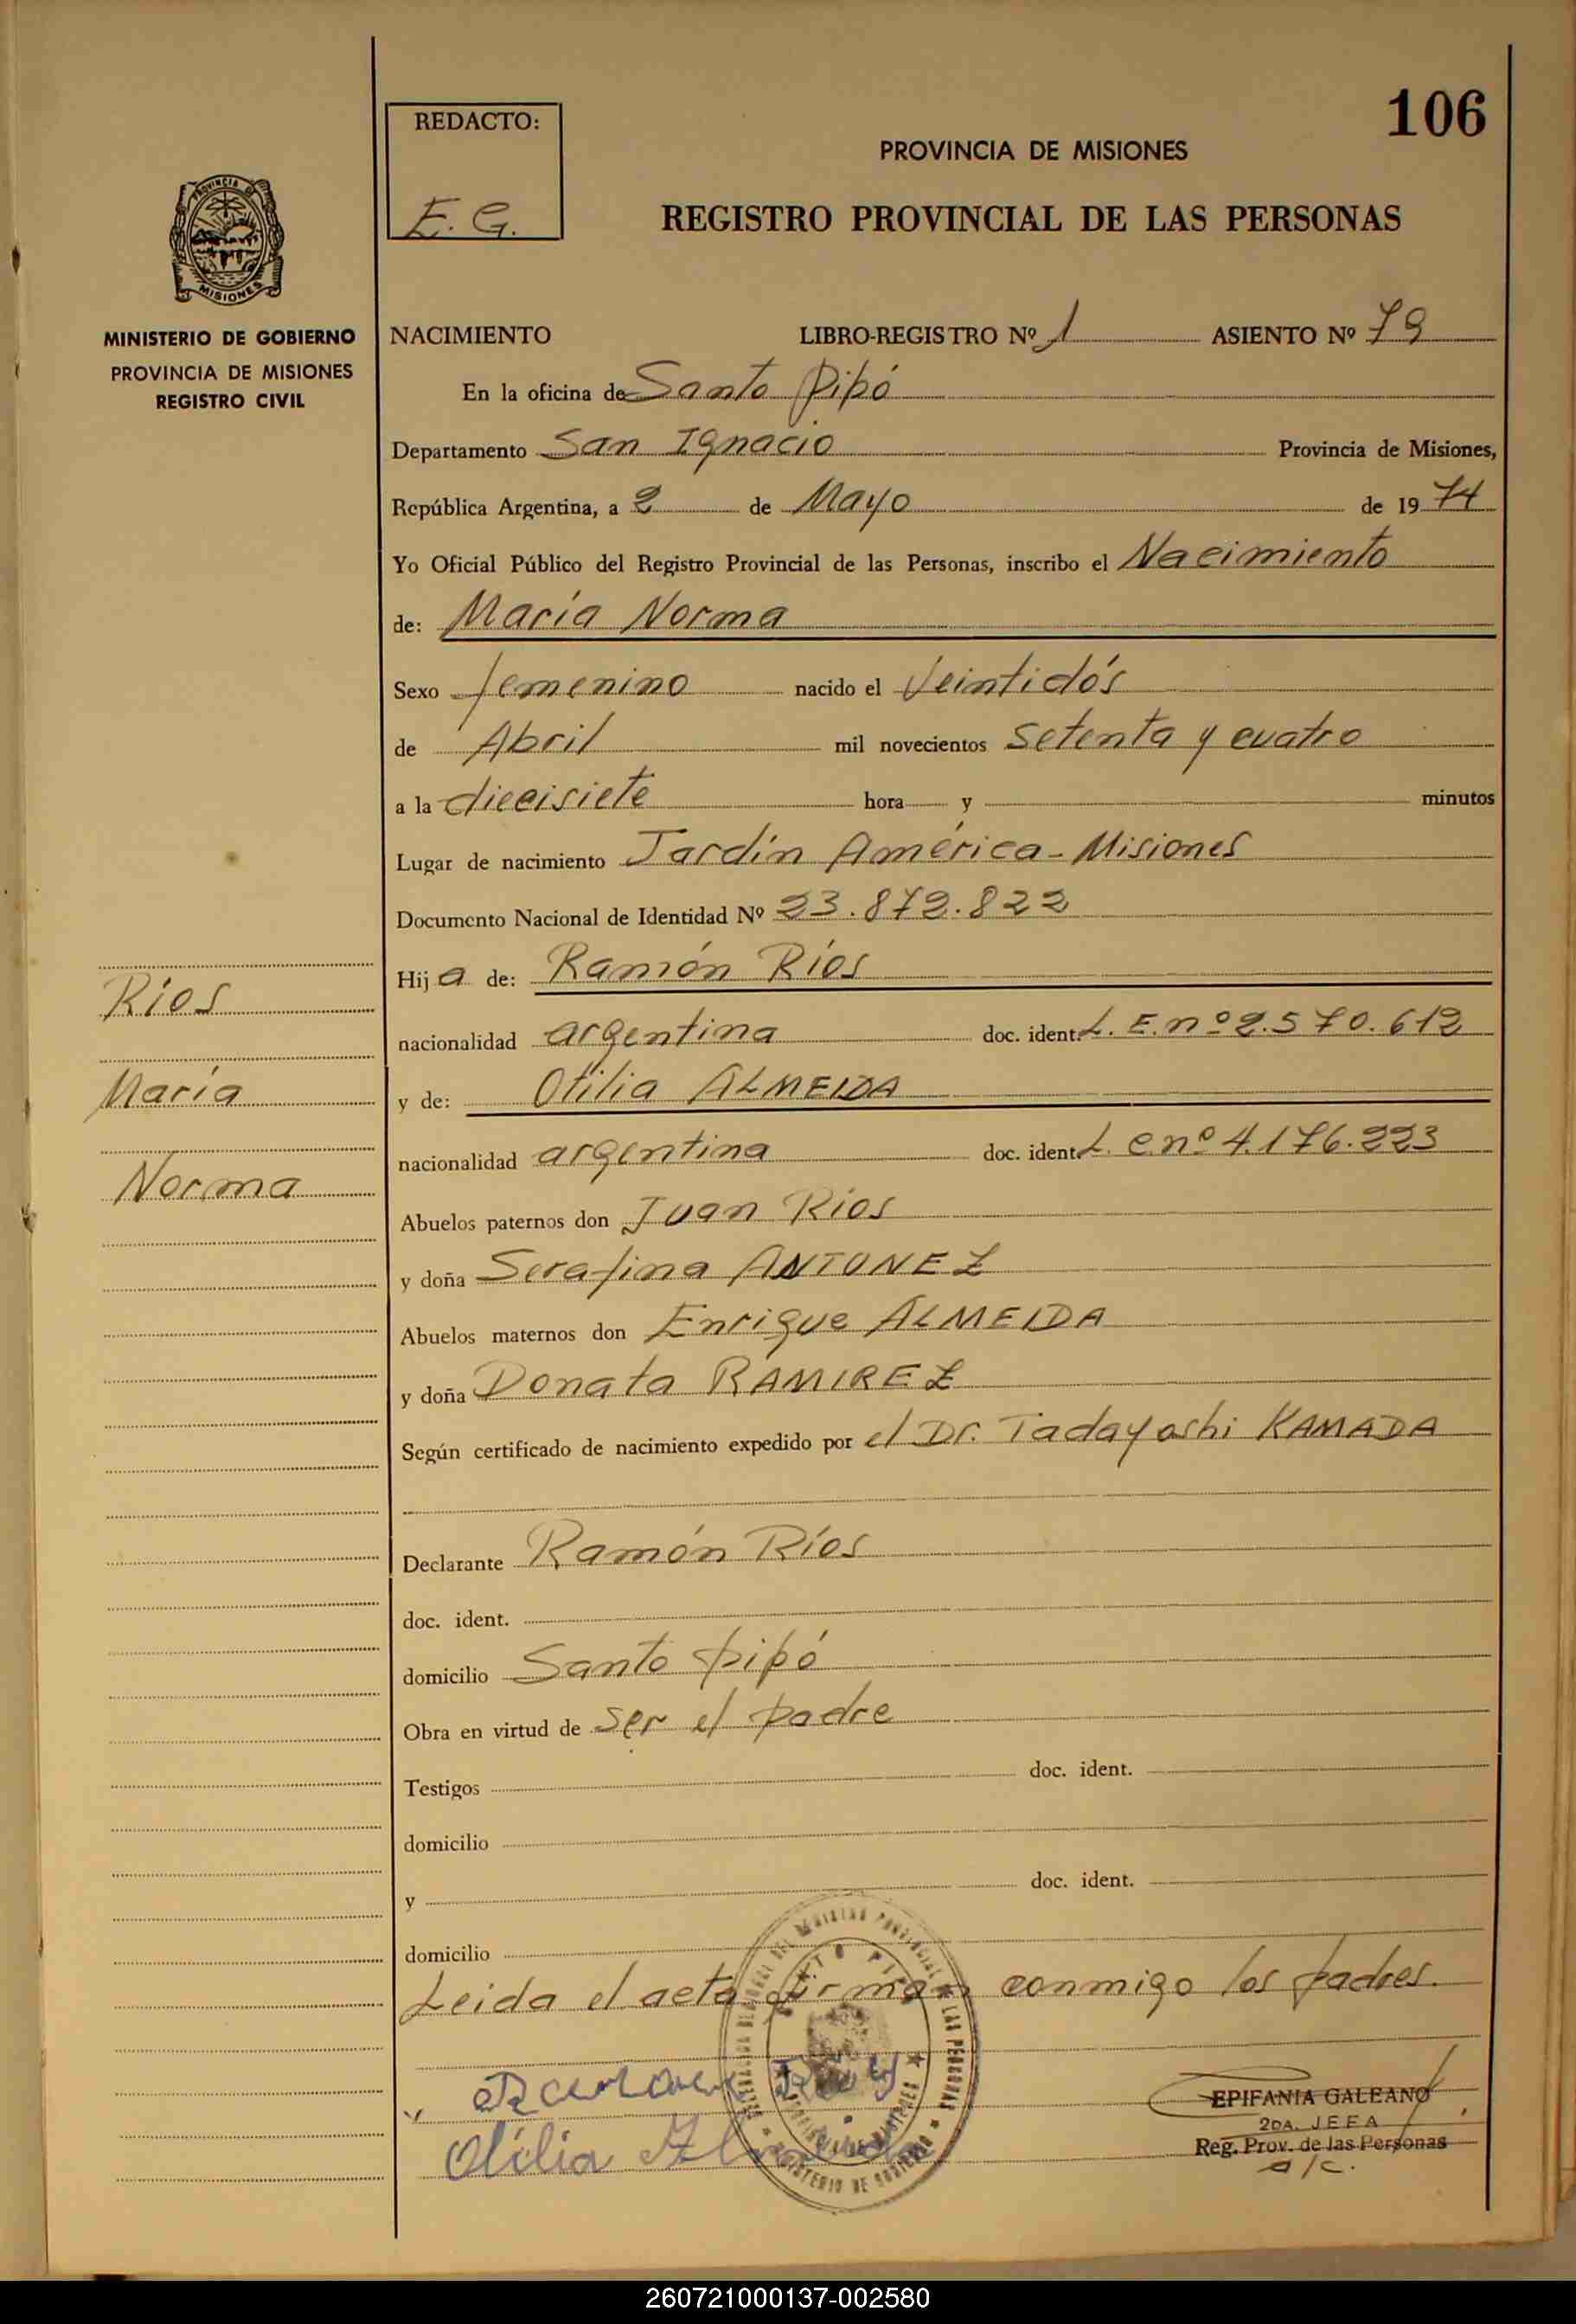 106
REDACTO:
E. G.
PROVINCIA DE MISIONES
REGISTRO PROVINCIAL DE LAS PERSONAS
PROVINCIA DE
MISIONES
MINISTERIO DE GOBIERNO
PROVINCIA DE MISIONES
REGISTRO CIVIL
NACIMIENTO LIBRO-REGISTRO Nº 1 ASIENTO Nº 79
En la oficina de Santo Pipó
Departamento San Ignacio Provincia de Misiones,
República Argentina, a 2 de Mayo de 1974
Yo Oficial Público del Registro Provincial de las Personas, inscribo el Nacimiento
de: María Norma
Sexo femenino nacido el Veintidós
de Abril mil novecientos setenta y cuatro
a la diecisiete hora y minutos
Lugar de nacimiento Jardín América - Misiones
Documento Nacional de Identidad Nº 23.872.822
Hija de: Ramón Ríos
nacionalidad argentina doc. ident. L. E. nº 2.570.612
y de: Otilia ALMEIDA
nacionalidad argentina doc. ident. L. C. nº 4.176.223
Abuelos paternos don Juan Ríos
y doña Serafina ANTUNEZ
Abuelos maternos don Enrique ALMEIDA
y doña Donata RAMIREZ
Según certificado de nacimiento expedido por el Dr. Tadayoshi KAMADA
Declarante Ramón Ríos
doc. ident.
domicilio Santo Pipó
Obra en virtud de ser el padre
Testigos doc. ident.
domicilio
y doc. ident.
domicilio
Leida el acta firman conmigo los padres.
Ríos
María
Norma
Otilia Almeida
EPIFANIA GALEANO
2DA. JEFA
Reg. Prov. de las Personas
a/c.
260721000137-002580